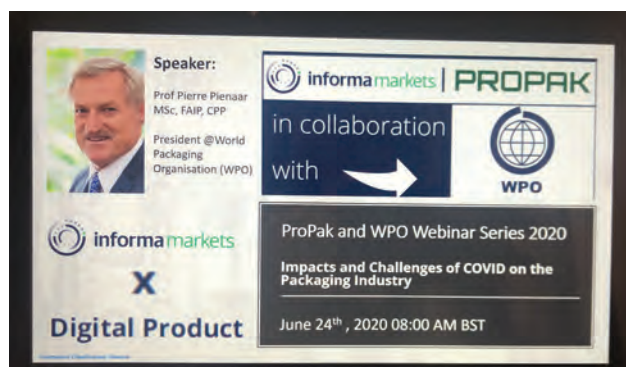 Speaker:
Prof Pierre Pienaar
MSc, FAIP, CPP
President @World
Packaging
Organisation (WPO)
informa markets | PROPAK
in collaboration
with
WPO
informa markets
X
Digital Product
ProPak and WPO Webinar Series 2020
Impacts and Challenges of COVID on the
Packaging Industry
June 24th , 2020 08:00 AM BST